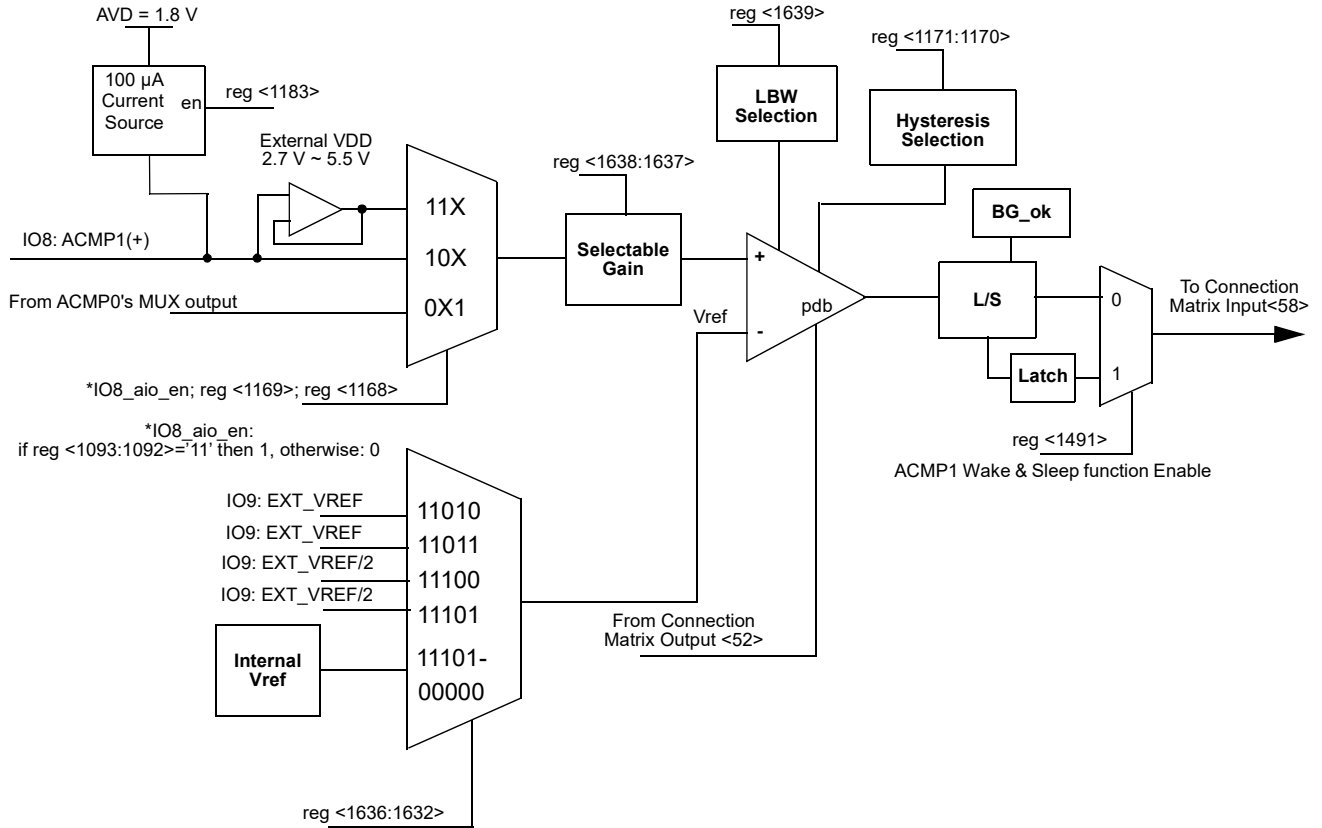 AVD = 1.8 V
100 µA
Current
Source
en
reg <1183>
External VDD
2.7 V ~ 5.5 V
IO8: ACMP1(+)
From ACMP0's MUX output
11X
10X
0X1
*IO8_aio_en; reg <1169>; reg <1168>
*IO8_aio_en:
if reg <1093:1092>='11' then 1, otherwise: 0
reg <1638:1637>
Selectable
Gain
reg <1639>
LBW
Selection
reg <1171:1170>
Hysteresis
Selection
Vref
+
-
pdb
BG_ok
L/S
Latch
0
1
To Connection
Matrix Input<58>
reg <1491>
ACMP1 Wake & Sleep function Enable
IO9: EXT_VREF
IO9: EXT_VREF
IO9: EXT_VREF/2
IO9: EXT_VREF/2
Internal
Vref
11010
11011
11100
11101
11101-
00000
From Connection
Matrix Output <52>
reg <1636:1632>